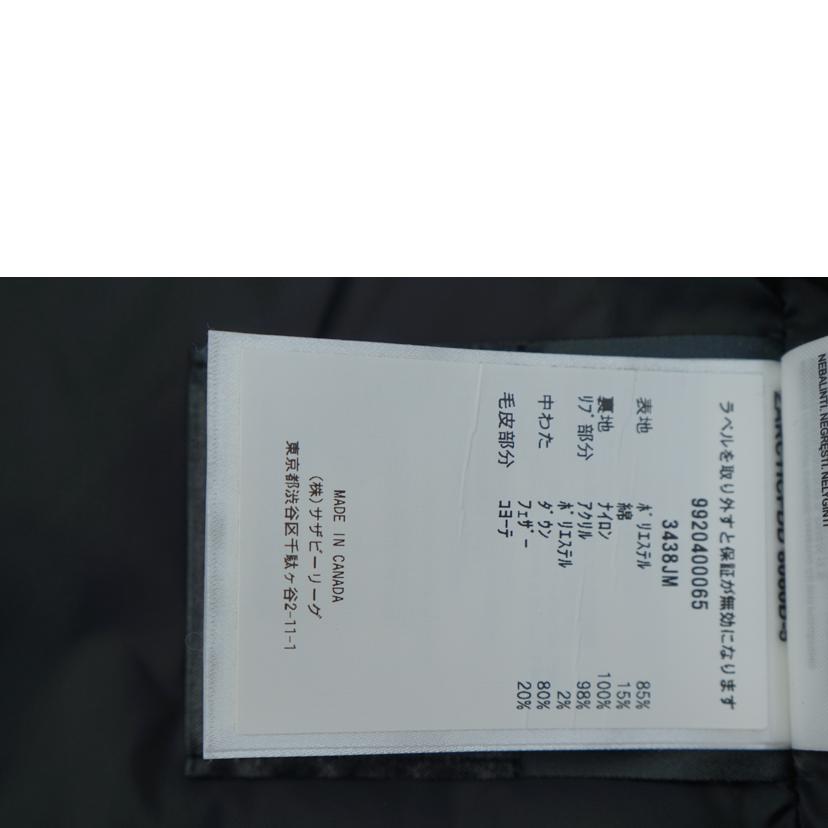 ラベルを取り外すと保証が無効になります
9920400065
3438JM
表地 ﾎﾟﾘｴｽﾃﾙ 85%
綿 15%
裏地 ﾅｲﾛﾝ 100%
ﾘﾌﾞ部分 ｱｸﾘﾙ 98%
ﾎﾟﾘｴｽﾃﾙ 2%
中わた ﾀﾞｳﾝ 80%
ﾌｪｻﾞｰ 20%
毛皮部分 ｺﾖｰﾃ
MADE IN CANADA
(株)サザビーリーグ
東京都渋谷区千駄ヶ谷2-11-1
NEBALINTI. NEGRESTI. NELYGINTI